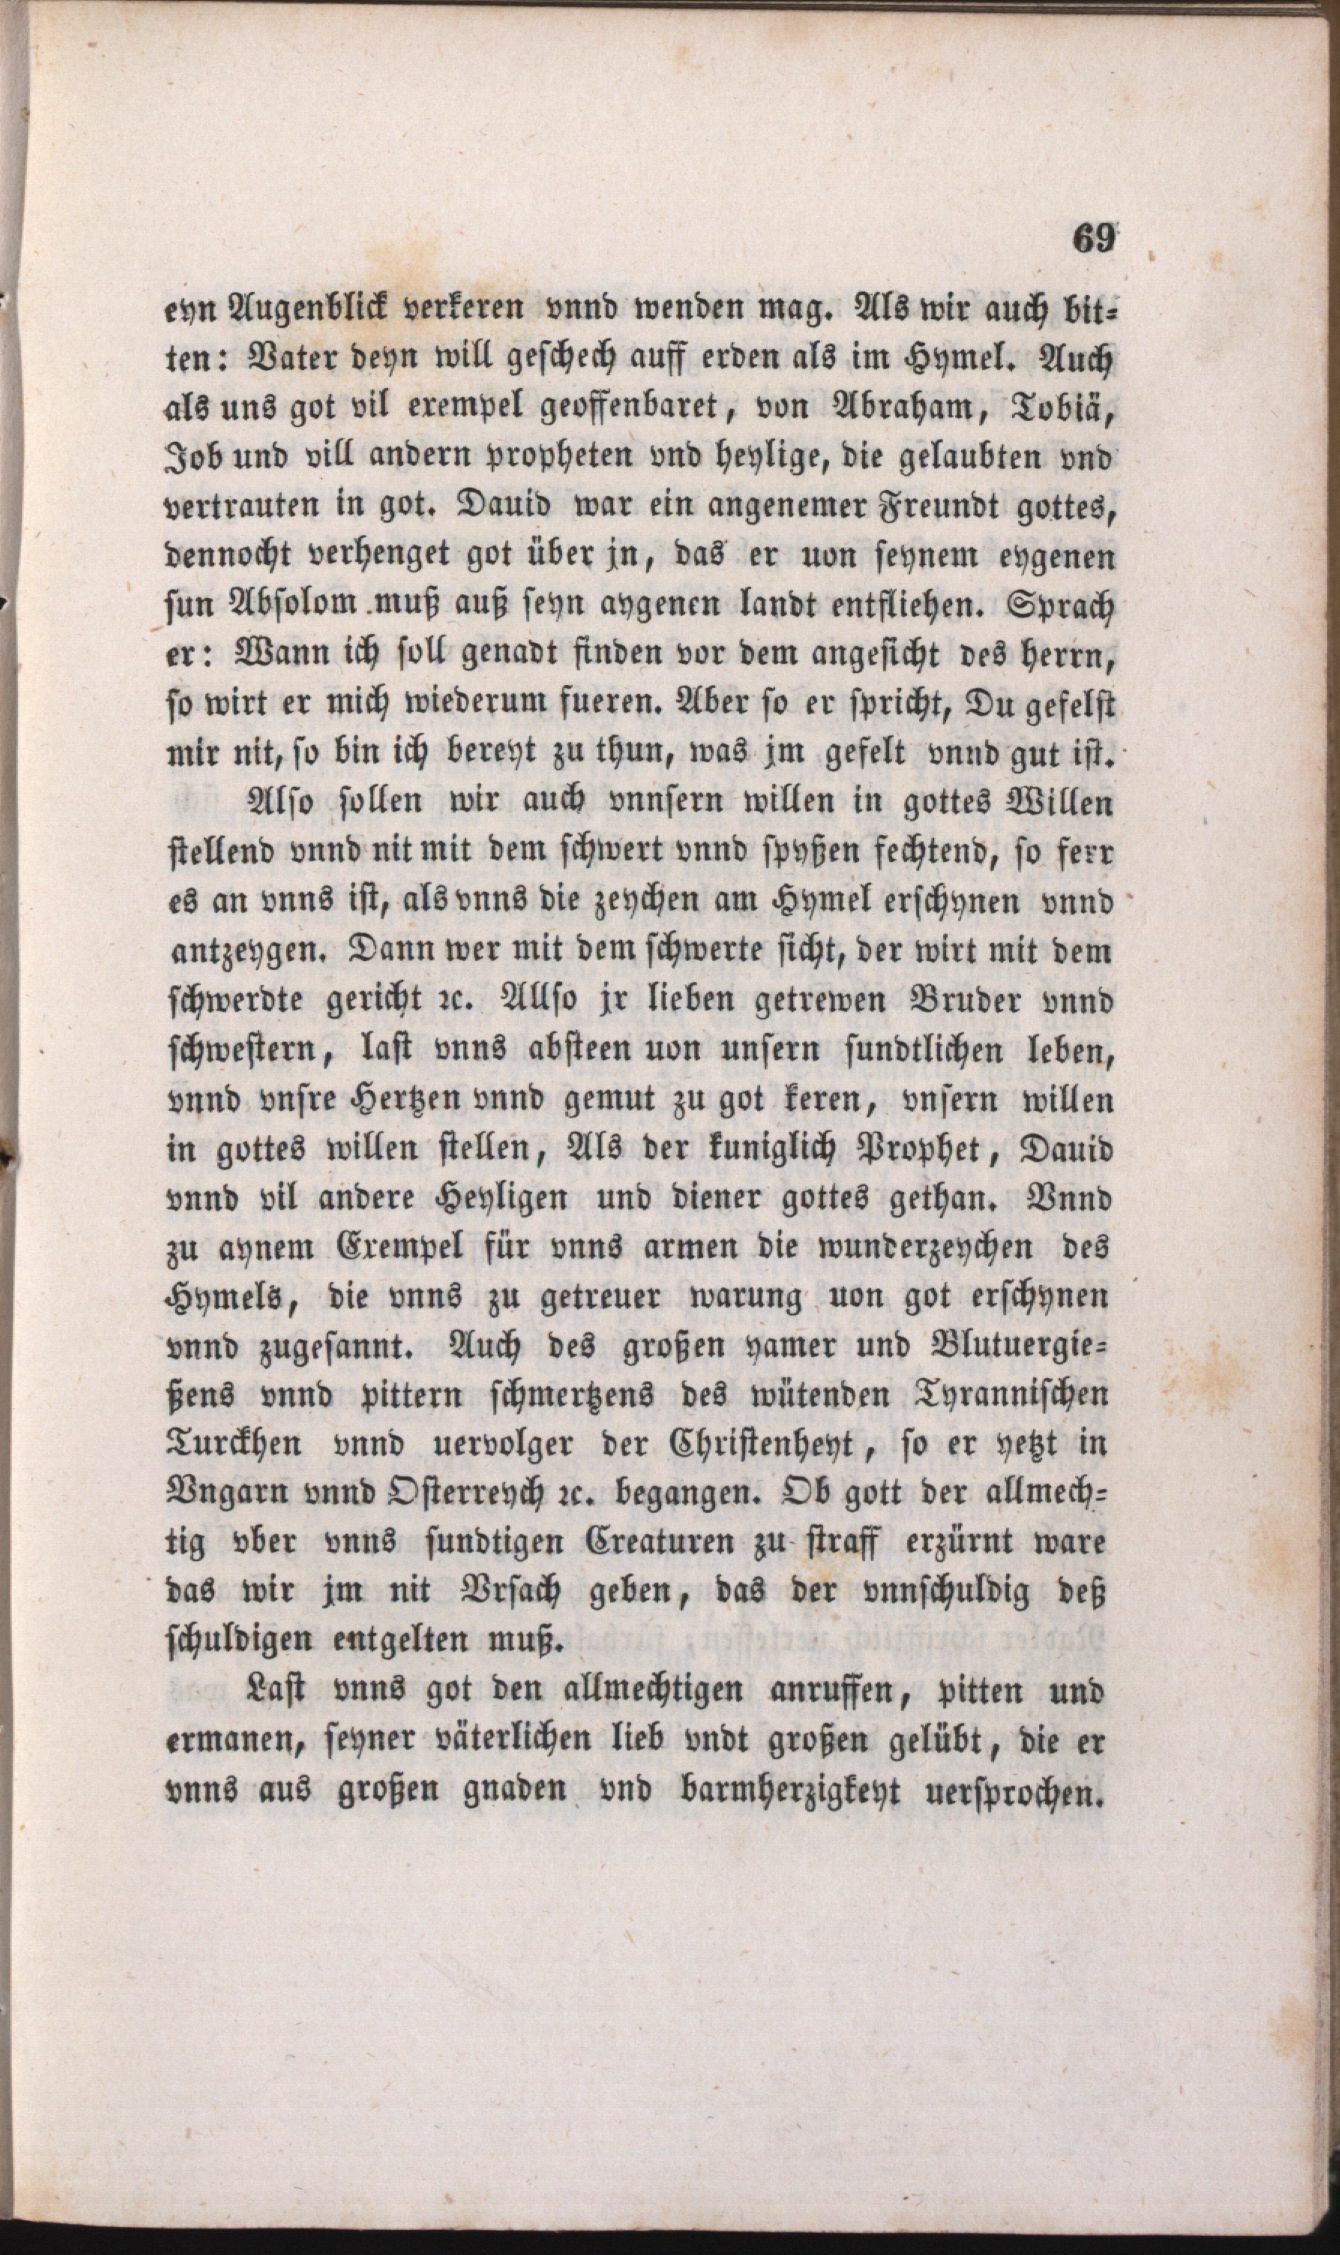 69
eyn Augenblick verkeren vnnd wenden mag. Als wir auch bit-
ten: Vater deyn will geschech auff erden als im Hymel. Auch
als uns got vil exempel geoffenbaret, von Abraham, Tobiä,
Job und vill andern propheten vnd heylige, die gelaubten vnd
vertrauten in got. Dauid war ein angenemer Freundt gottes,
dennocht verhenget got über jn, das er uon seynem eygenen
sun Absolom muß auß seyn aygenen landt entfliehen. Sprach
er: Wann ich soll genadt finden vor dem angesicht des herrn,
so wirt er mich wiederum fueren. Aber so er spricht, Du gefelst
mir nit, so bin ich bereyt zu thun, was jm gefelt vnnd gut ist.
Also sollen wir auch vnnsern willen in gottes Willen
stellend vnnd nit mit dem schwert vnnd spyßen fechtend, so ferr
es an vnns ist, als vnns die zeychen am Hymel erschynen vnnd
antzeygen. Dann wer mit dem schwerte ficht, der wirt mit dem
schwerdte gericht ꝛc. Allso jr lieben getrewen Bruder vnnd
schwestern, last vnns absteen uon unsern sundtlichen leben,
vnnd vnsre Hertzen vnnd gemut zu got keren, vnsern willen
in gottes willen stellen, Als der kuniglich Prophet, Dauid
vnnd vil andere Heyligen und diener gottes gethan. Vnnd
zu aynem Exempel für vnns armen die wunderzeychen des
Hymels, die vnns zu getreuer warung uon got erschynen
vnnd zugesannt. Auch des großen yamer und Blutuergie-
ßens vnnd pittern schmertzens des wütenden Tyrannischen
Turckhen vnnd uervolger der Christenheyt, so er yetzt in
Vngarn vnnd Osterreych ꝛc. begangen. Ob gott der allmech-
tig vber vnns sundtigen Creaturen zu straff erzürnt ware
das wir jm nit Vrsach geben, das der vnnschuldig deß
schuldigen entgelten muß.
Last vnns got den allmechtigen anruffen, pitten und
ermanen, seyner väterlichen lieb vndt großen gelübt, die er
vnns aus großen gnaden vnd barmherzigkeyt uersprochen.